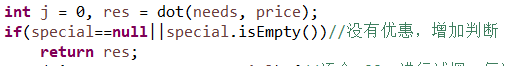 int j = 0, res = dot(needs, price);
if(special==null||special.isEmpty())//没有优惠，增加判断
return res;